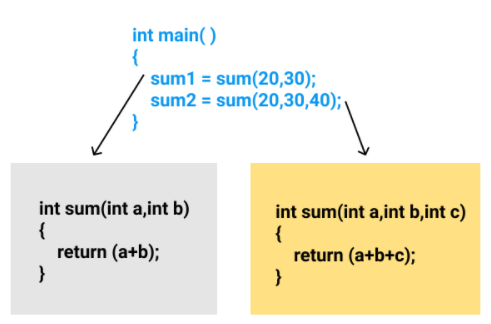 int main( )
{
sum1 = sum(20,30);
sum2 = sum(20,30,40);
}
int sum(int a,int b)
{
return (a+b);
}
int sum(int a,int b,int c)
{
return (a+b+c);
}